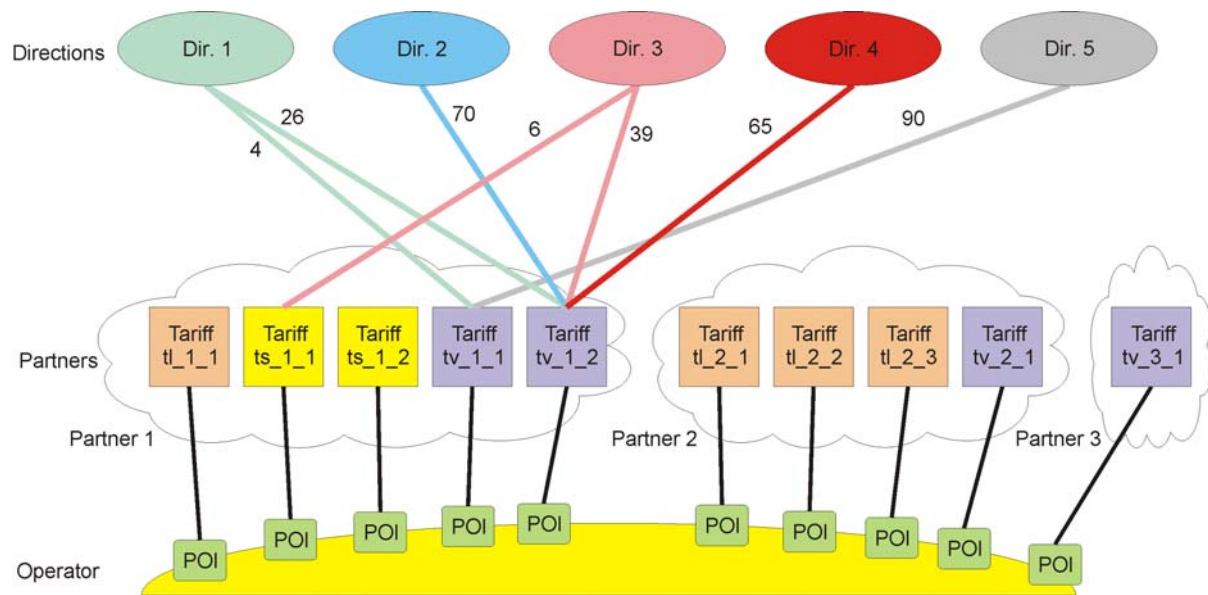 Directions
Dir. 1
Dir. 2
Dir. 3
Dir. 4
Dir. 5
26
4
70
6
39
65
90
Partners
Tariff
tl_1_1
Tariff
ts_1_1
Tariff
ts_1_2
Tariff
tv_1_1
Tariff
tv_1_2
Tariff
tl_2_1
Tariff
tl_2_2
Tariff
tl_2_3
Tariff
tv_2_1
Tariff
tv_3_1
Partner 1
Partner 2
Partner 3
Operator
POI
POI
POI
POI
POI
POI
POI
POI
POI
POI